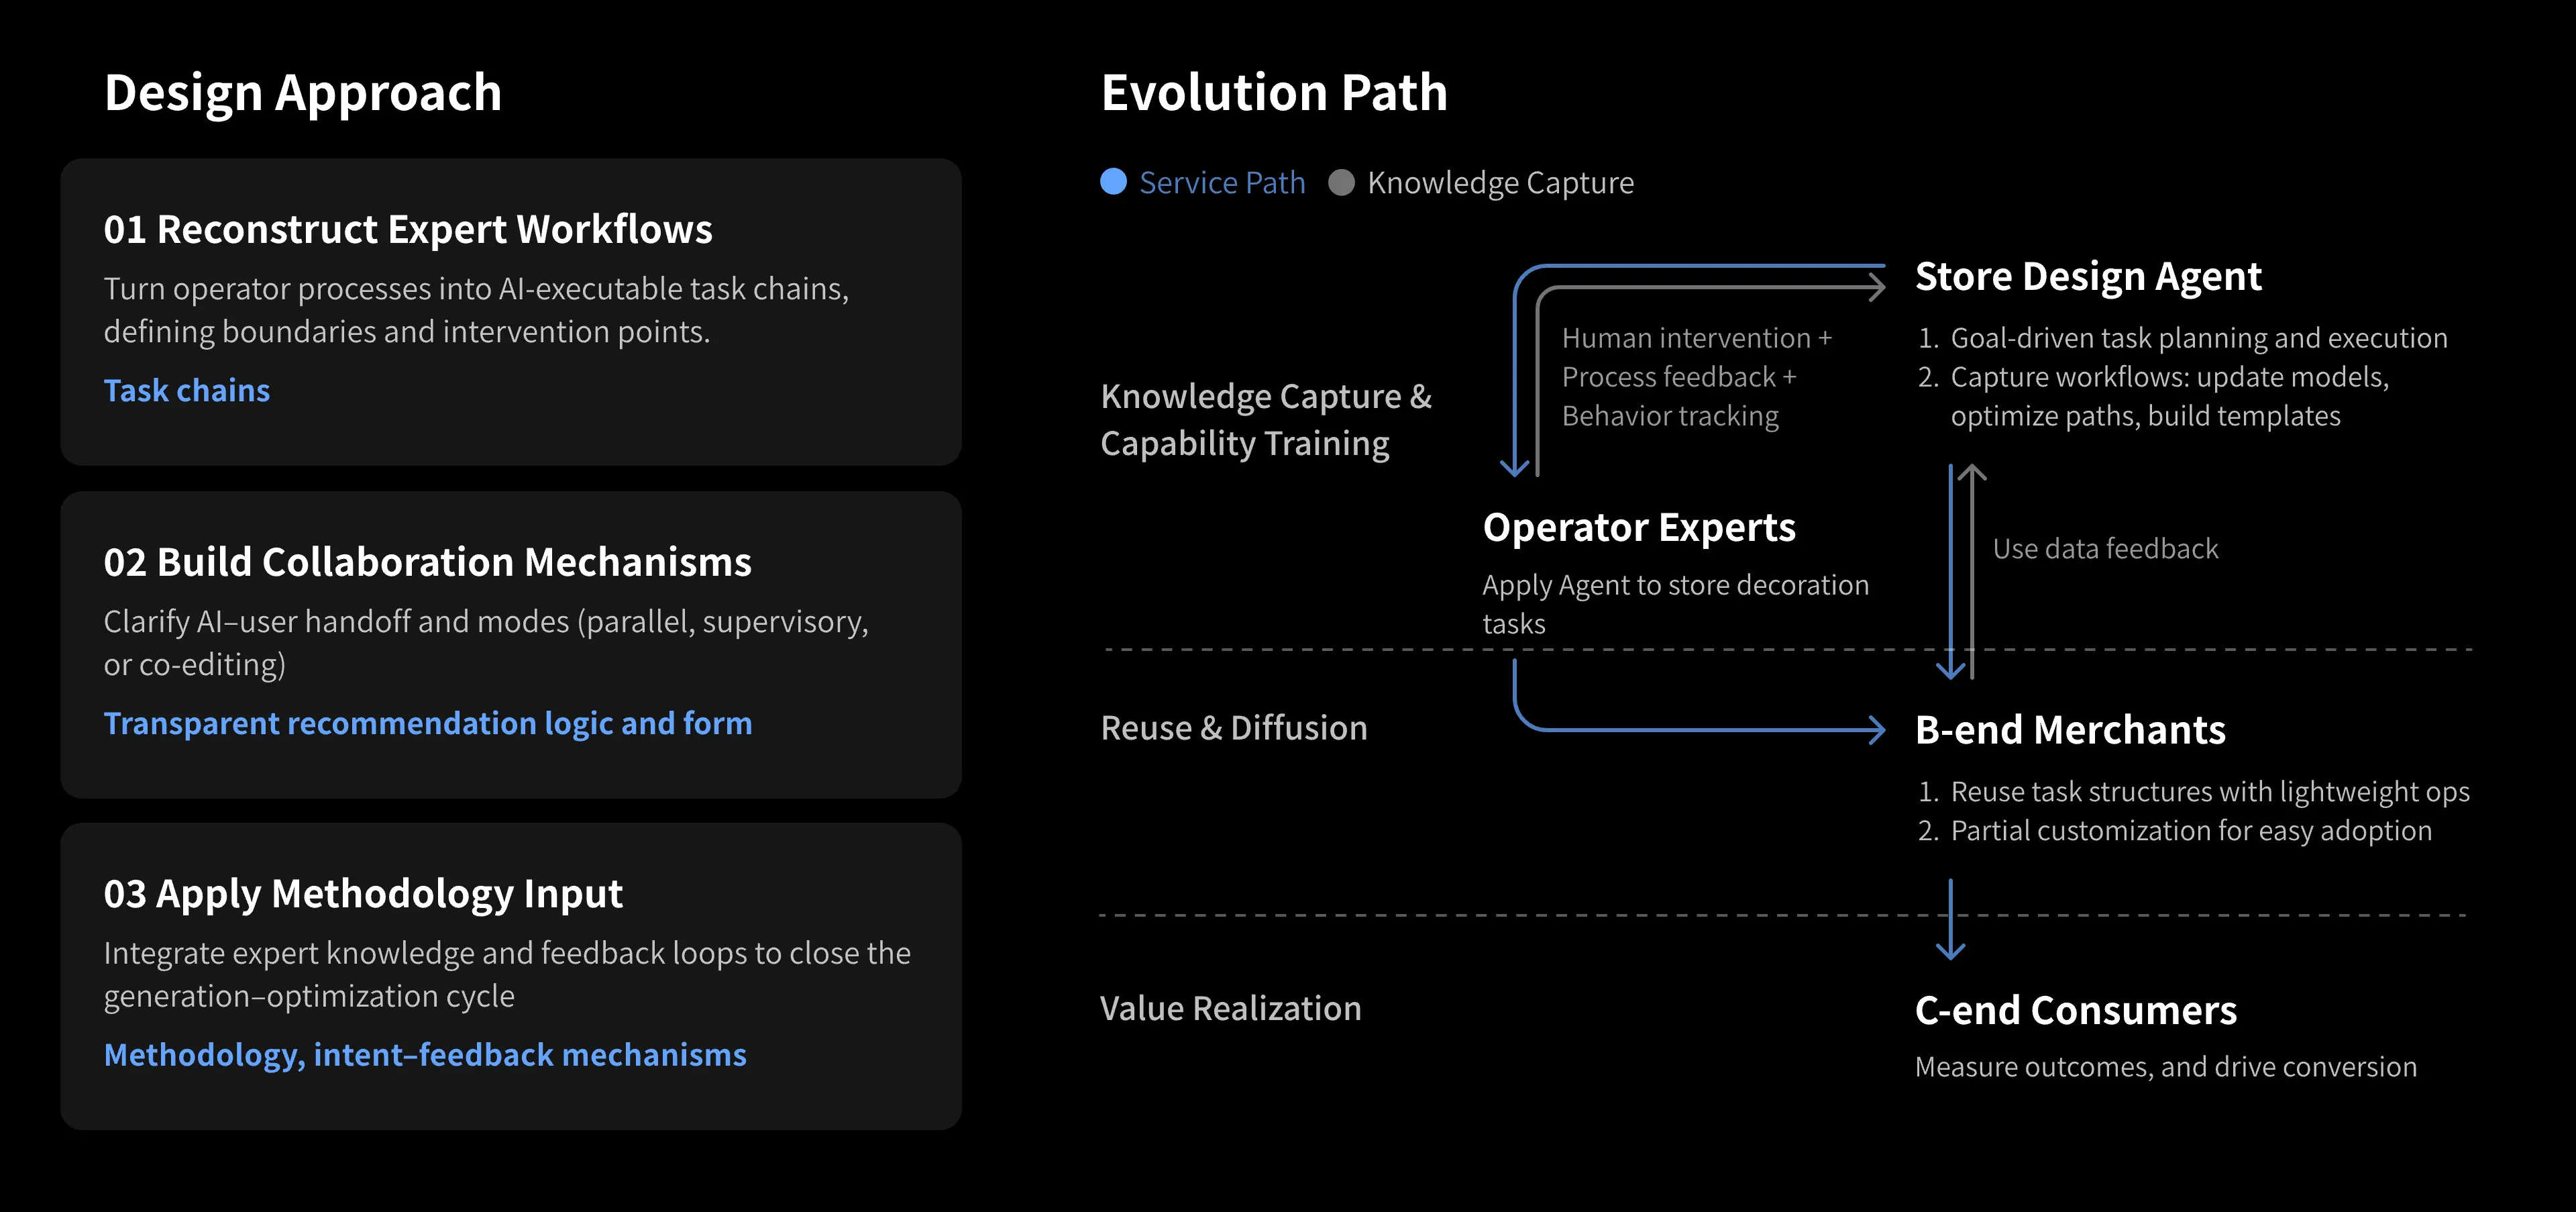 Design Approach
01 Reconstruct Expert Workflows
Turn operator processes into AI-executable task chains,
defining boundaries and intervention points.
Task chains
02 Build Collaboration Mechanisms
Clarify AI–user handoff and modes (parallel, supervisory,
or co-editing)
Transparent recommendation logic and form
03 Apply Methodology Input
Integrate expert knowledge and feedback loops to close the
generation–optimization cycle
Methodology, intent–feedback mechanisms
Evolution Path
Service Path
Knowledge Capture
Knowledge Capture &
Capability Training
Human intervention +
Process feedback +
Behavior tracking
Store Design Agent
1. Goal-driven task planning and execution
2. Capture workflows: update models,
optimize paths, build templates
Operator Experts
Apply Agent to store decoration
tasks
Use data feedback
Reuse & Diffusion
B-end Merchants
1. Reuse task structures with lightweight ops
2. Partial customization for easy adoption
Value Realization
C-end Consumers
Measure outcomes, and drive conversion